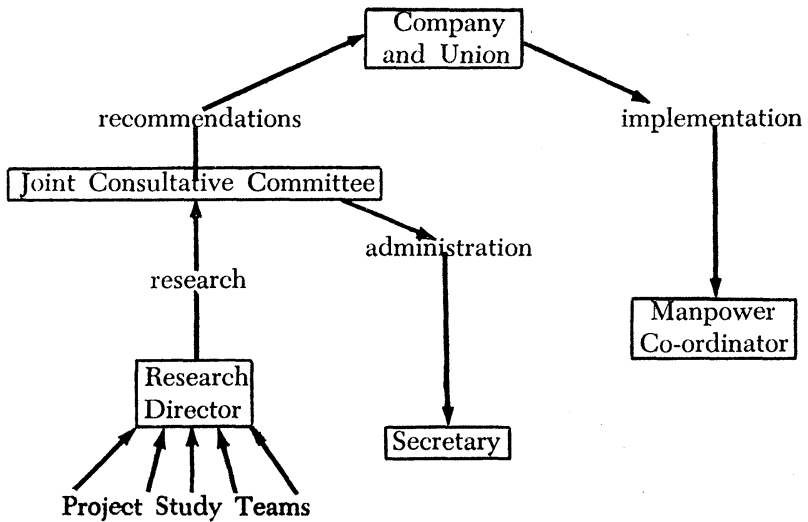 Company
and Union
recommendations
implementation
Joint Consultative Committee
administration
research
Manpower
Co-ordinator
Research
Director
Secretary
Project Study Teams